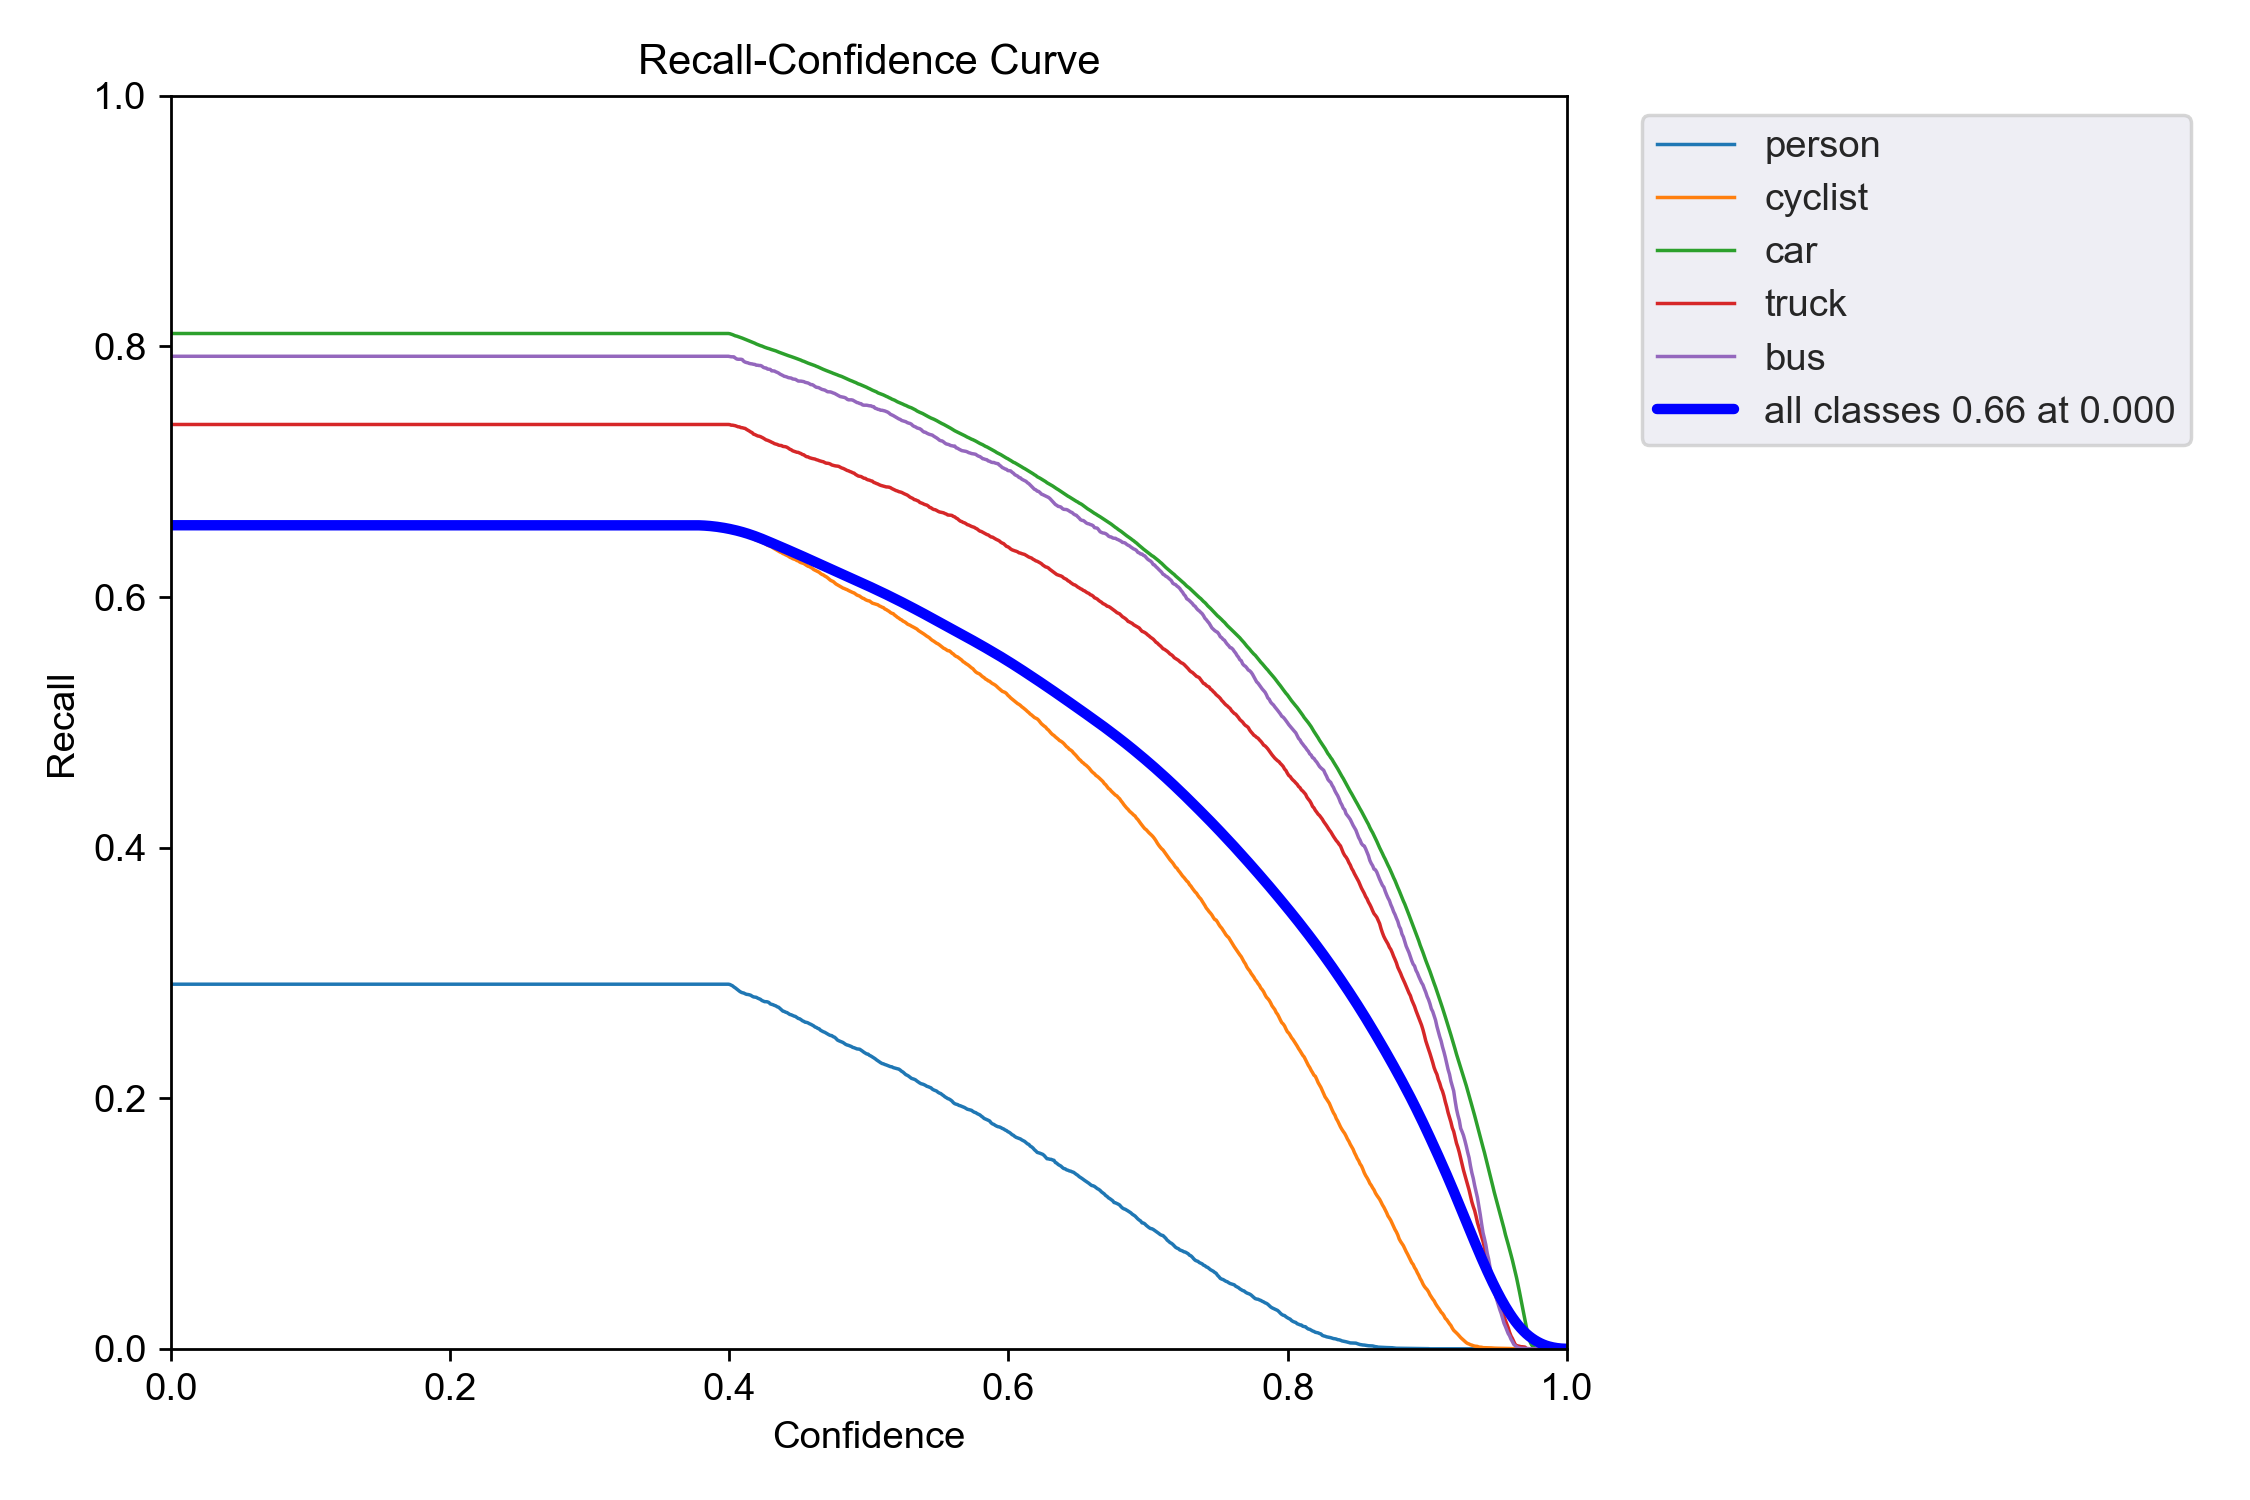 Recall-Confidence Curve
1.0
0.8
0.6
0.4
0.2
0.0
Recall
0.0 0.2 0.4 0.6 0.8 1.0
Confidence
person
cyclist
car
truck
bus
all classes 0.66 at 0.000